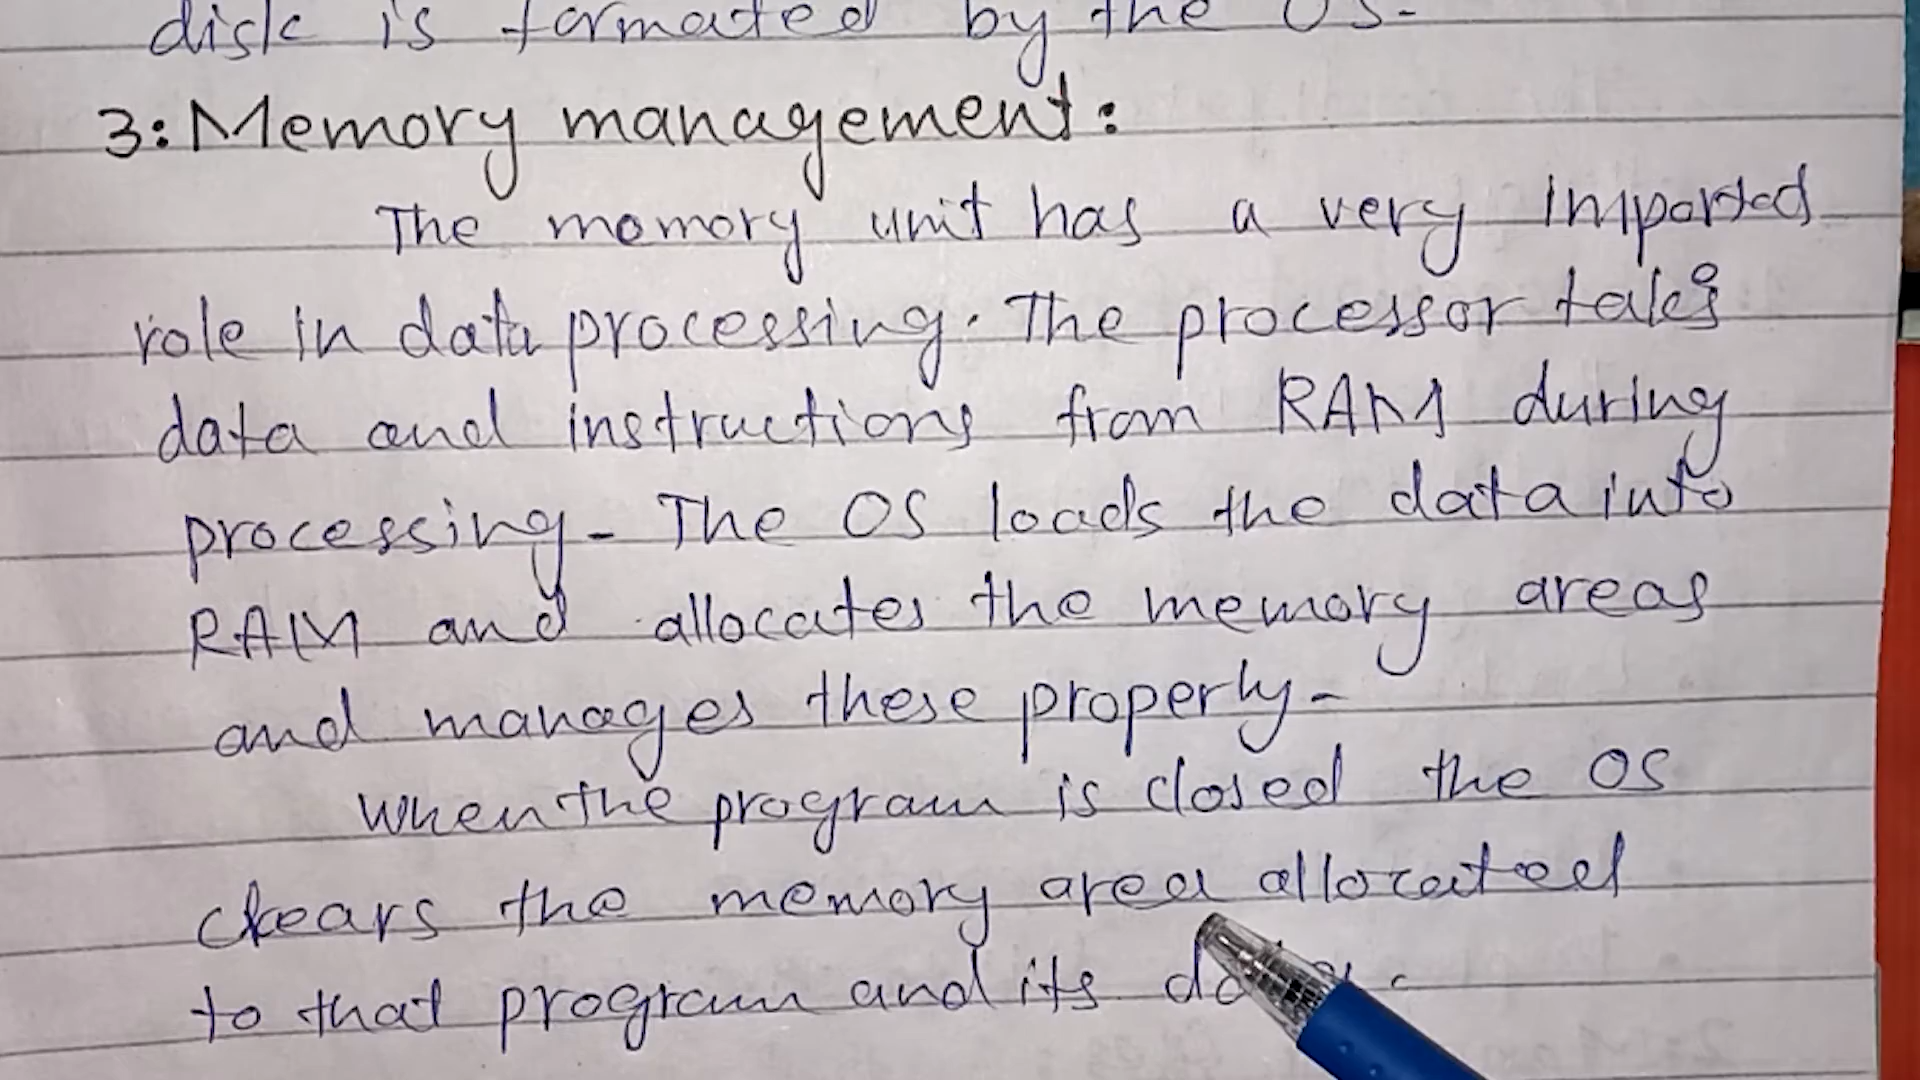 disk is formated by the OS.
3: Memory management:
The memory unit has a very imported
role in data processing. The processor takes
data and instructions from RAM during
processing - The OS loads the data into
RAM and allocates the memory areas
and manages these properly -
When the program is closed the OS
clears the memory area allocated
to that program and its